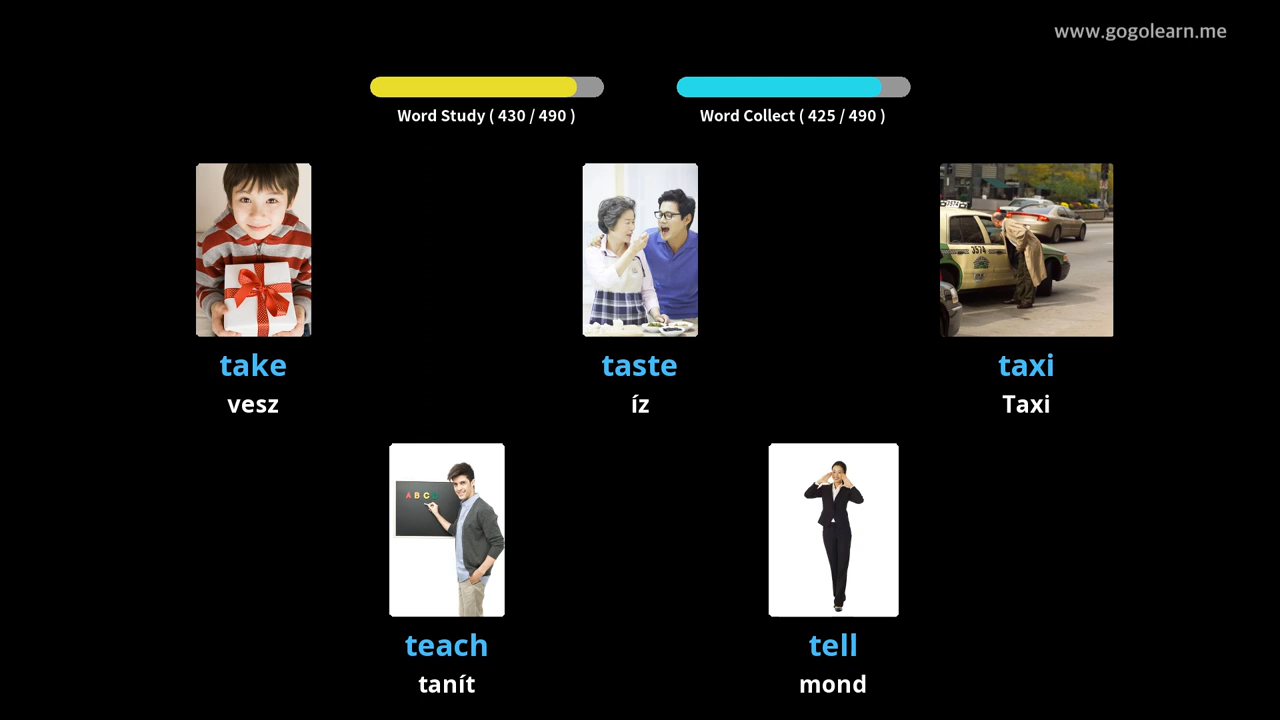 www.gogolearn.me
Word Study ( 430 / 490 )
Word Collect ( 425 / 490 )
3574
take
taste
taxi
vesz
íz
Taxi
A B C D
teach
tell
tanít
mond